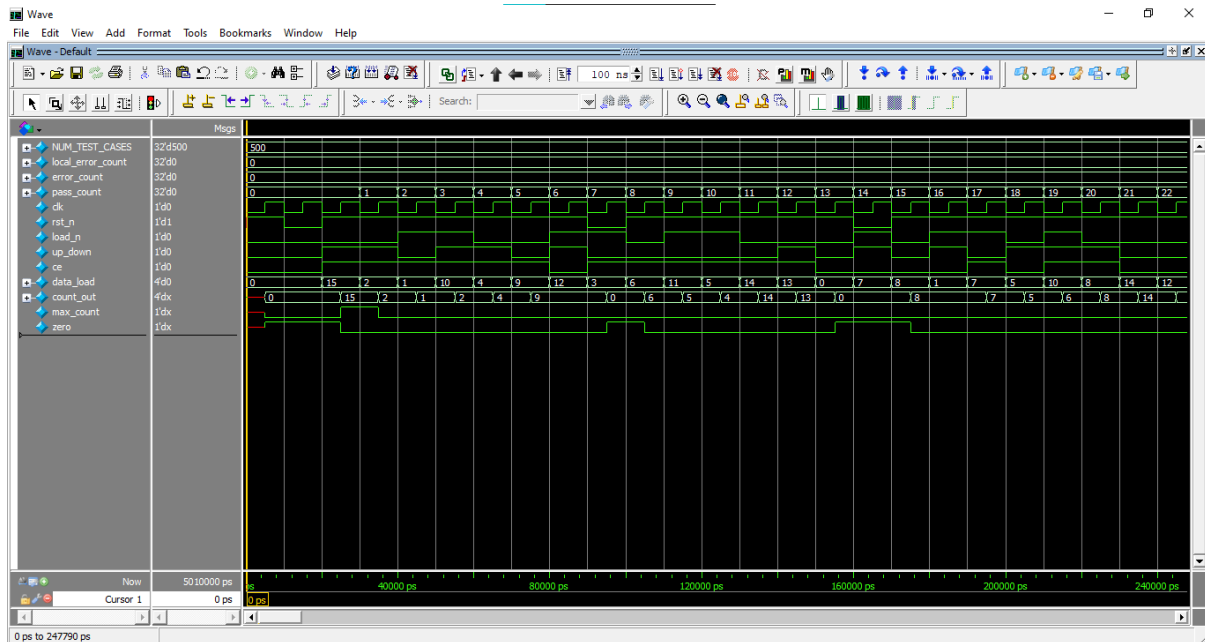 Wave
File Edit View Add Format Tools Bookmarks Window Help
Wave - Default
100 ns
Search:
Msgs
NUM_TEST_CASES 32'd500 500
local_error_count 32'd0 0
error_count 32'd0 0
pass_count 32'd0 0 1 2 3 4 5 6 7 8 9 10 11 12 13 14 15 16 17 18 19 20 21 22
clk 1'd0
rst_n 1'd1
load_n 1'd0
up_down 1'd0
ce 1'd0
data_load 4'd0 0 15 2 1 10 4 9 12 3 6 11 5 14 13 0 7 8 1 7 5 10 8 14 12
count_out 4'dx 0 15 2 1 2 4 9 0 6 5 4 14 13 0 8 7 5 6 8 14
max_count 1'dx
zero 1'dx
Now 5010000 ps ps 40000 ps 80000 ps 120000 ps 160000 ps 200000 ps 240000 ps
Cursor 1 0 ps 0 ps
0 ps to 247790 ps